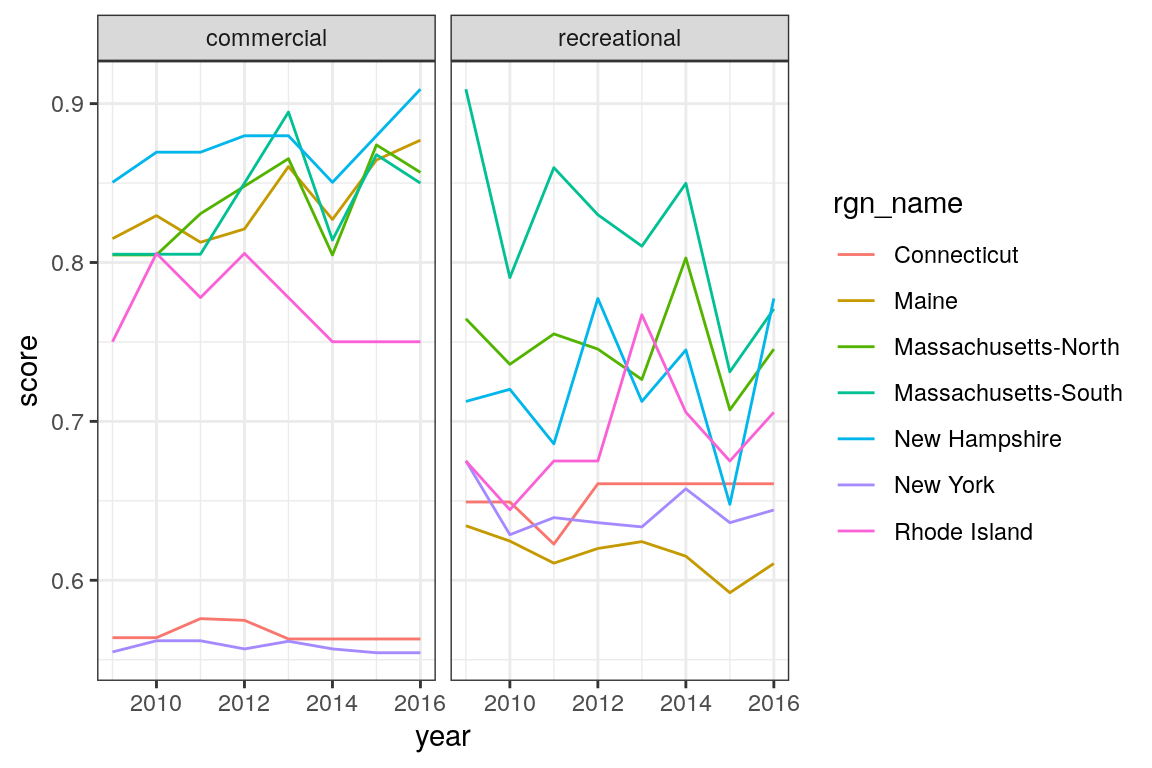 commercial
recreational
0.9
0.8
0.7
0.6
score
2010
2012
2014
2016
2010
2012
2014
2016
year
rgn_name
Connecticut
Maine
Massachusetts-North
Massachusetts-South
New Hampshire
New York
Rhode Island